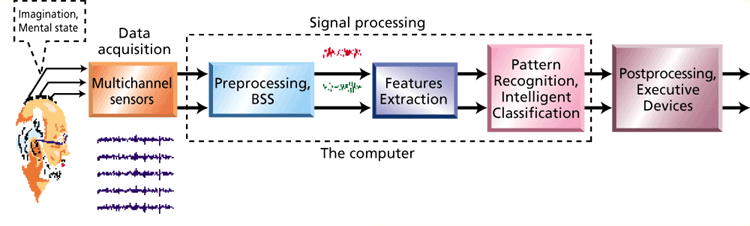 Imagination,
Mental state
Data
acquisition
Signal processing
Multichannel
sensors
Preprocessing,
BSS
Features
Extraction
Pattern
Recognition,
Intelligent
Classification
Postprocessing,
Executive
Devices
The computer